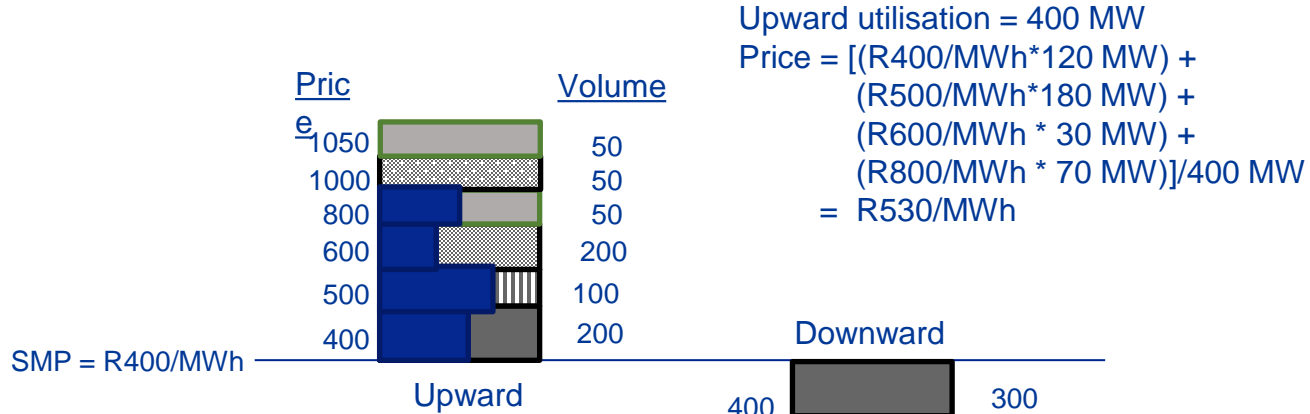 Upward utilisation = 400 MW
Price = [(R400/MWh*120 MW) +
(R500/MWh*180 MW) +
(R600/MWh * 30 MW) +
(R800/MWh * 70 MW)]/400 MW
= R530/MWh
Pric
e
Volume
1050 50
1000 50
800 50
600 200
500 100
400 200
SMP = R400/MWh
Upward
Downward
400 300